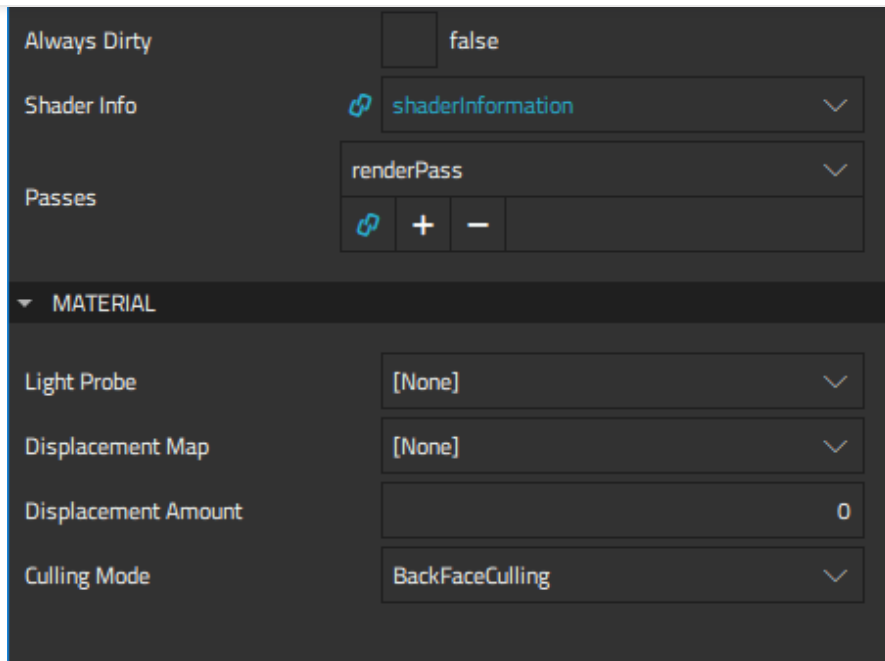 Always Dirty false
Shader Info shaderInformation
renderPass
Passes
MATERIAL
Light Probe [None]
Displacement Map [None]
Displacement Amount 0
Culling Mode BackFaceCulling